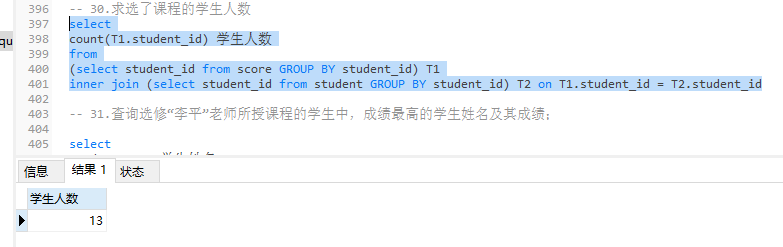 396 -- 30.求选了课程的学生人数
397 select
398 count(T1.student_id) 学生人数
399 from
400 (select student_id from score GROUP BY student_id) T1
401 inner join (select student_id from student GROUP BY student_id) T2 on T1.student_id = T2.student_id
402
403 -- 31.查询选修“李平”老师所授课程的学生中，成绩最高的学生姓名及其成绩；
404
405 select
qu
信息 结果 1 状态
学生人数
13